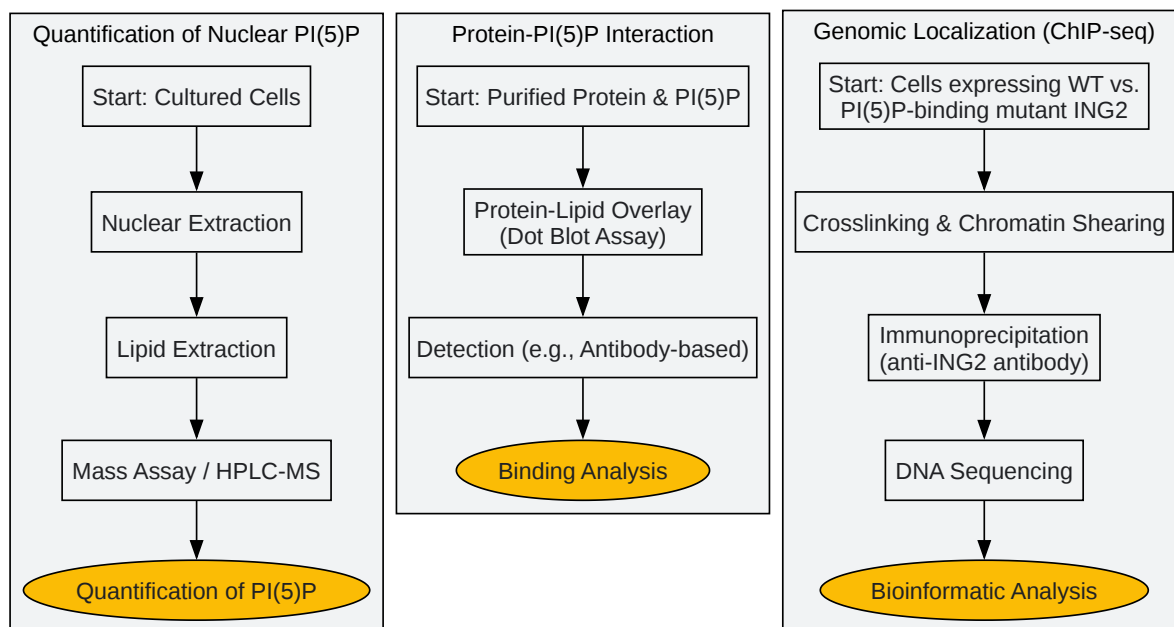 Quantification of Nuclear PI(5)P
Start: Cultured Cells
Nuclear Extraction
Lipid Extraction
Mass Assay / HPLC-MS
Quantification of PI(5)P
Protein-PI(5)P Interaction
Start: Purified Protein & PI(5)P
Protein-Lipid Overlay
(Dot Blot Assay)
Detection (e.g., Antibody-based)
Binding Analysis
Genomic Localization (ChIP-seq)
Start: Cells expressing WT vs.
PI(5)P-binding mutant ING2
Crosslinking & Chromatin Shearing
Immunoprecipitation
(anti-ING2 antibody)
DNA Sequencing
Bioinformatic Analysis